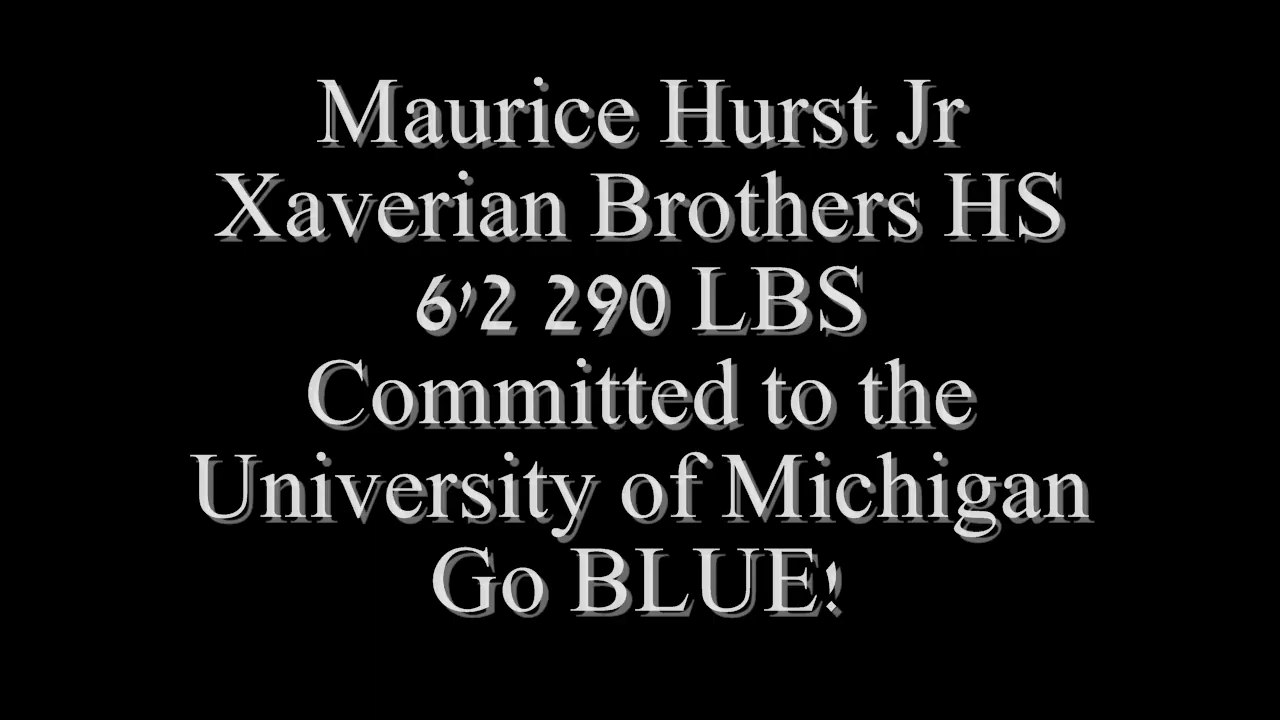 Maurice Hurst Jr
Xaverian Brothers HS
6'2 290 LBS
Committed to the
University of Michigan
Go BLUE!